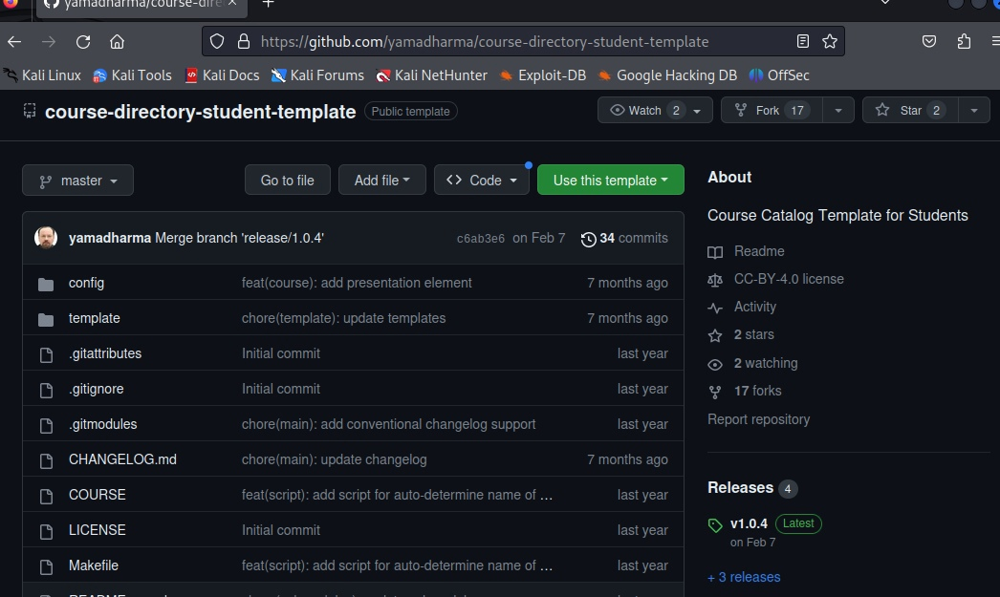 yamadharma/course-dire
https://github.com/yamadharma/course-directory-student-template
Kali Linux Kali Tools Kali Docs Kali Forums Kali NetHunter Exploit-DB Google Hacking DB OffSec
course-directory-student-template Public template Watch 2 Fork 17 Star 2
master Go to file Add file Code Use this template
yamadharma Merge branch 'release/1.0.4' c6ab3e6 on Feb 7 34 commits
config feat(course): add presentation element 7 months ago
template chore(template): update templates 7 months ago
.gitattributes Initial commit last year
.gitignore Initial commit last year
.gitmodules chore(main): add conventional changelog support last year
CHANGELOG.md chore(main): update changelog 7 months ago
COURSE feat(script): add script for auto-determine name of … last year
LICENSE Initial commit last year
Makefile feat(script): add script for auto-determine name of … last year
About
Course Catalog Template for Students
Readme
CC-BY-4.0 license
Activity
2 stars
2 watching
17 forks
Report repository
Releases 4
v1.0.4 Latest
on Feb 7
+ 3 releases